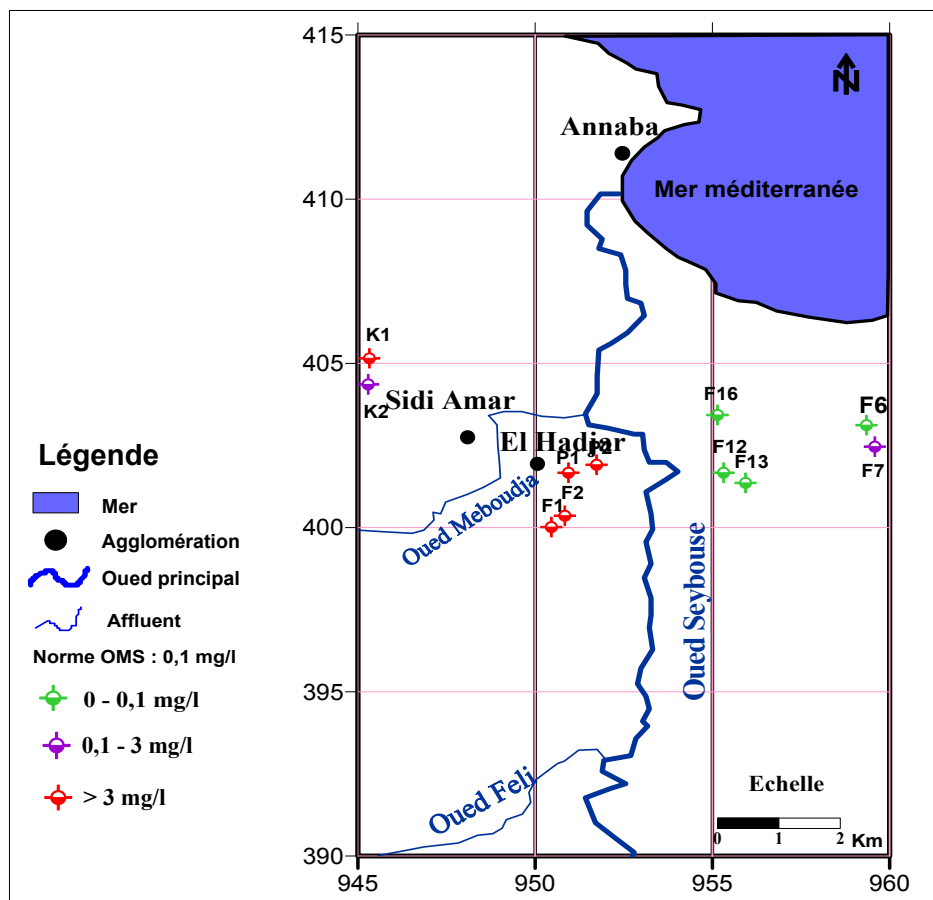 415
N
Annaba
Mer méditerranée
410
K1
405
K2
Sidi Amar
F16
F6
El Hadjar
P2
P1
F12
F13
F7
F2
F1
Oued Meboudja
400
Oued Seybouse
395
Oued Feli
Echelle
0 1 2 Km
390
945 950 955 960
Légende
Mer
Agglomération
Oued principal
Affluent
Norme OMS : 0,1 mg/l
0 - 0,1 mg/l
0,1 - 3 mg/l
> 3 mg/l